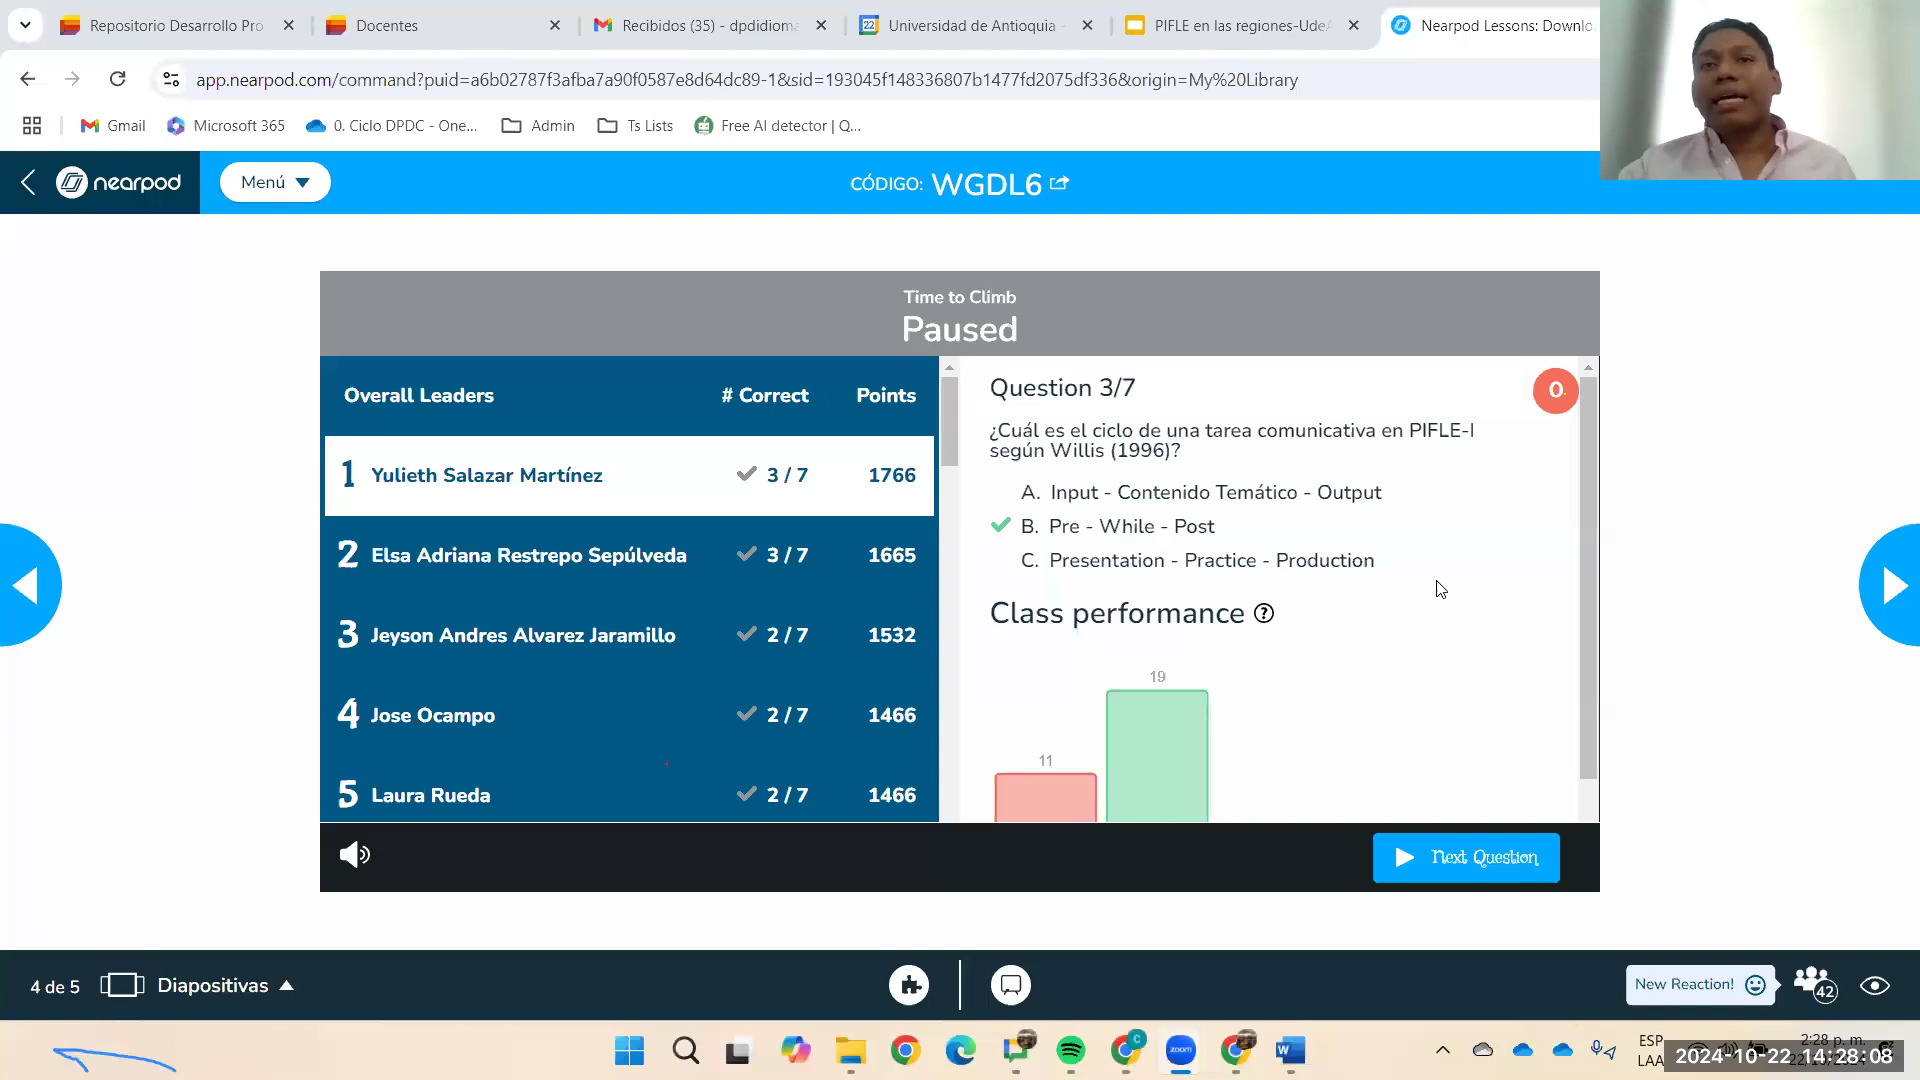 Repositorio Desarrollo Pro
Docentes
Recibidos (35) - dpdidioma
22
Universidad de Antioquia -
PIFLE en las regiones-UdeA
Nearpod Lessons: Downlo
app.nearpod.com/command?puid=a6b02787f3afba7a90f0587e8d64dc89-1&sid=193045f148336807b1477fd2075df336&origin=My%20Library
Gmail
Microsoft 365
0. Ciclo DPDC - One...
Admin
Ts Lists
Free AI detector | Q...
nearpod
Menú
CÓDIGO: WGDL6
Time to Climb
Paused
Overall Leaders # Correct Points
1 Yulieth Salazar Martínez 3 / 7 1766
2 Elsa Adriana Restrepo Sepúlveda 3 / 7 1665
3 Jeyson Andres Alvarez Jaramillo 2 / 7 1532
4 Jose Ocampo 2 / 7 1466
5 Laura Rueda 2 / 7 1466
Question 3/7
0
¿Cuál es el ciclo de una tarea comunicativa en PIFLE-I
según Willis (1996)?
A. Input - Contenido Temático - Output
B. Pre - While - Post
C. Presentation - Practice - Production
Class performance ?
19
11
Next Question
4 de 5
Diapositivas
New Reaction!
42
zoom
ESP
LAA
2:28 p. m.
2024-10-22 14:28:08